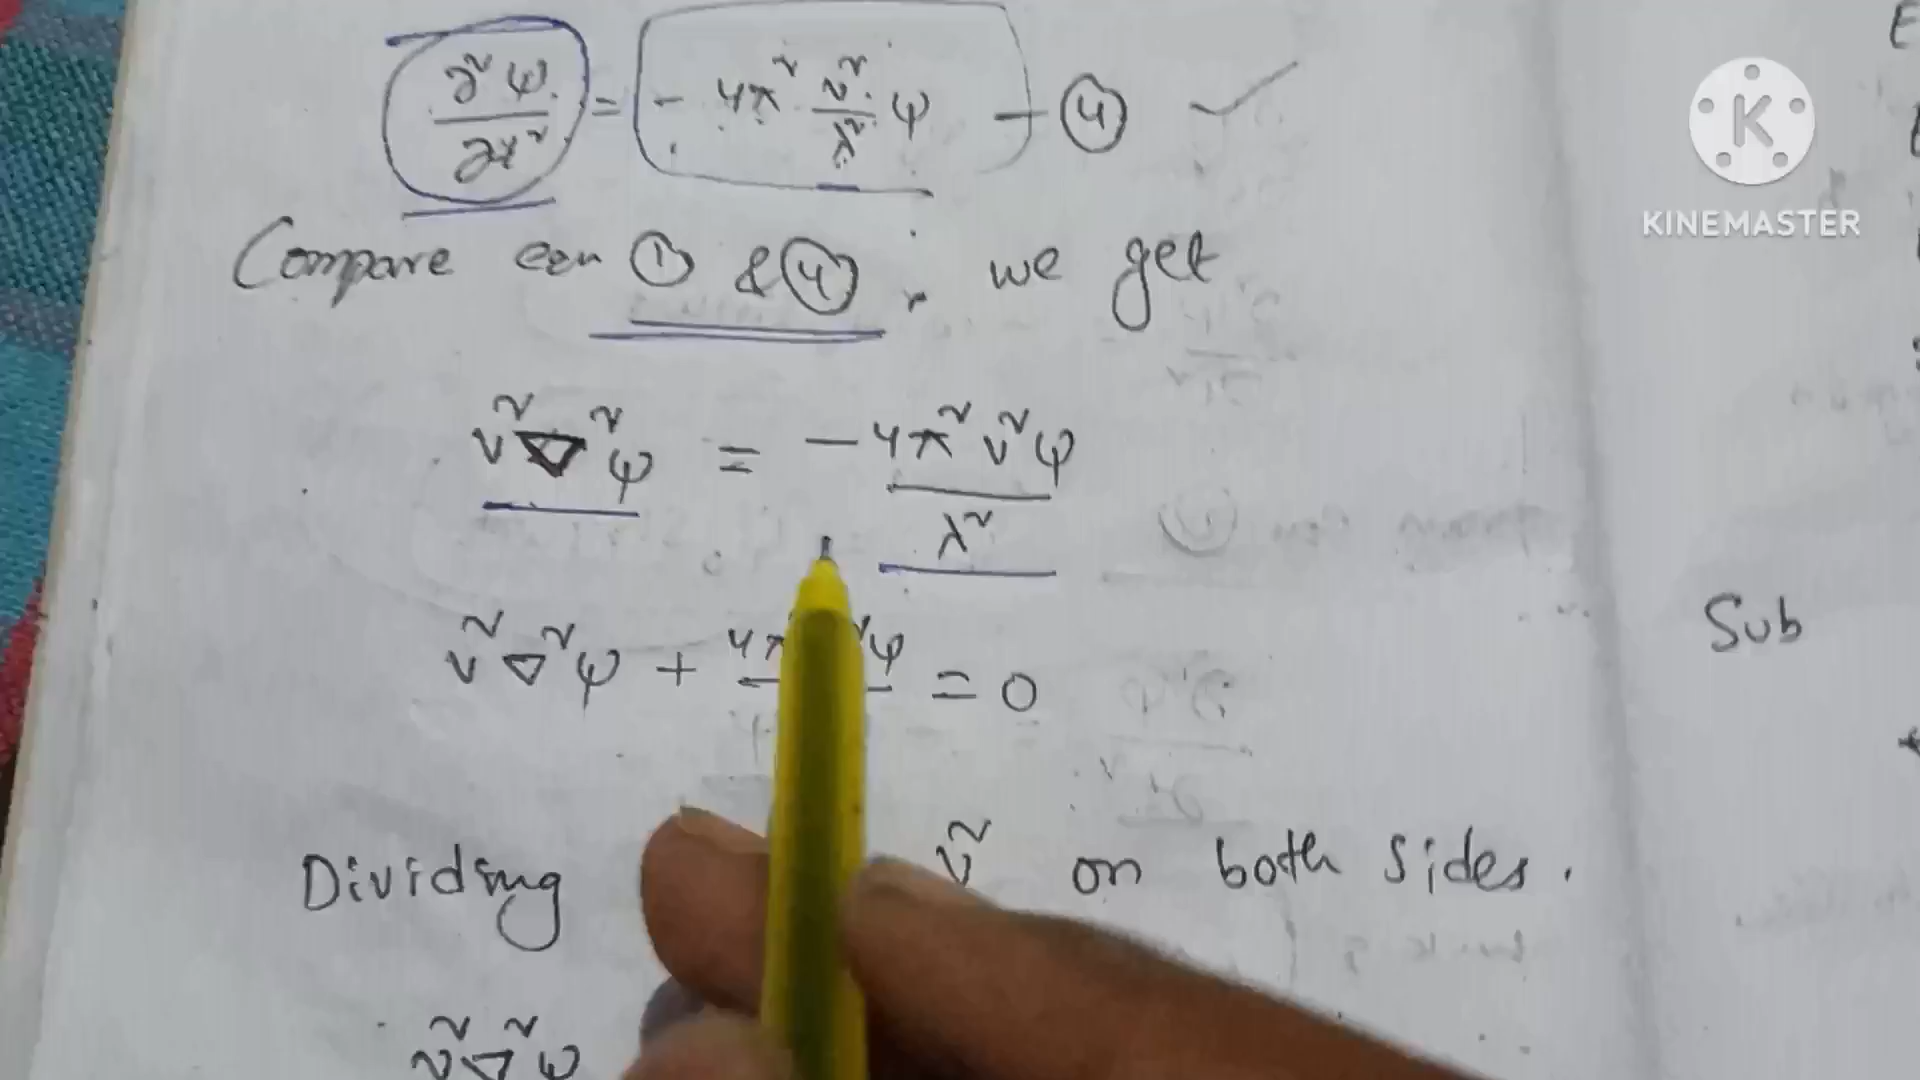 ∂²ψ/∂t² = - 4π² v²/λ² ψ — ④
KINEMASTER
Compare eqn ① & ④, we get
v²∇²ψ = -4π²v²ψ/λ²
v²∇²ψ + 4π ψ = 0
Sub
Dividing v² on both sides.
v²∇²ψ